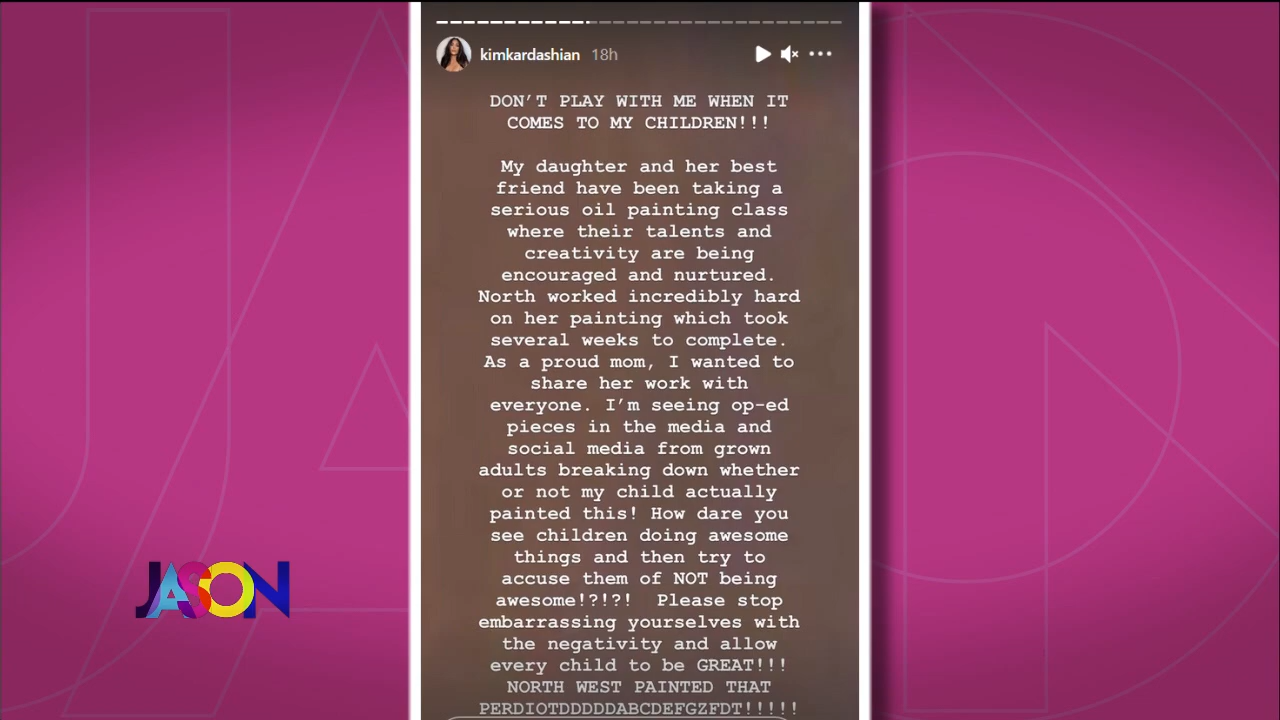 kimkardashian 18h
DON'T PLAY WITH ME WHEN IT
COMES TO MY CHILDREN!!!
My daughter and her best
friend have been taking a
serious oil painting class
where their talents and
creativity are being
encouraged and nurtured.
North worked incredibly hard
on her painting which took
several weeks to complete.
As a proud mom, I wanted to
share her work with
everyone. I'm seeing op-ed
pieces in the media and
social media from grown
adults breaking down whether
or not my child actually
painted this! How dare you
see children doing awesome
things and then try to
accuse them of NOT being
awesome!?!?! Please stop
embarrassing yourselves with
the negativity and allow
every child to be GREAT!!!
NORTH WEST PAINTED THAT
PERDIOTDDDDDABCDEFGZFDT!!!!!
JASON